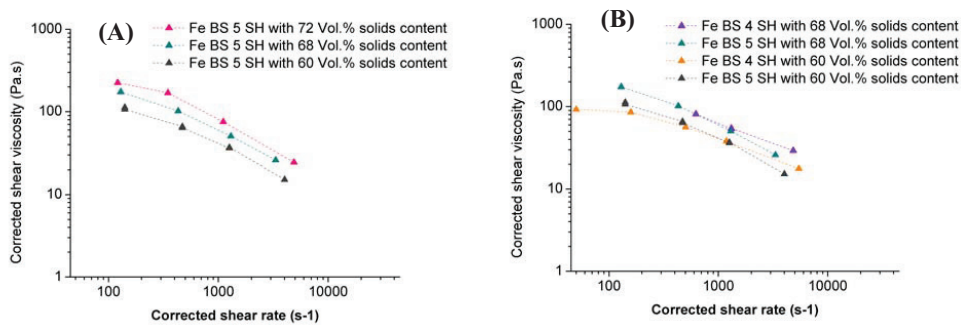 (A)
Fe BS 5 SH with 72 Vol.% solids content
Fe BS 5 SH with 68 Vol.% solids content
Fe BS 5 SH with 60 Vol.% solids content
Corrected shear viscosity (Pa.s)
1000
100
10
1
100
1000
10000
Corrected shear rate (s-1)
(B)
Fe BS 4 SH with 68 Vol.% solids content
Fe BS 5 SH with 68 Vol.% solids content
Fe BS 4 SH with 60 Vol.% solids content
Fe BS 5 SH with 60 Vol.% solids content
Corrected shear viscosity (Pa.s)
1000
100
10
1
100
1000
10000
Corrected shear rate (s-1)